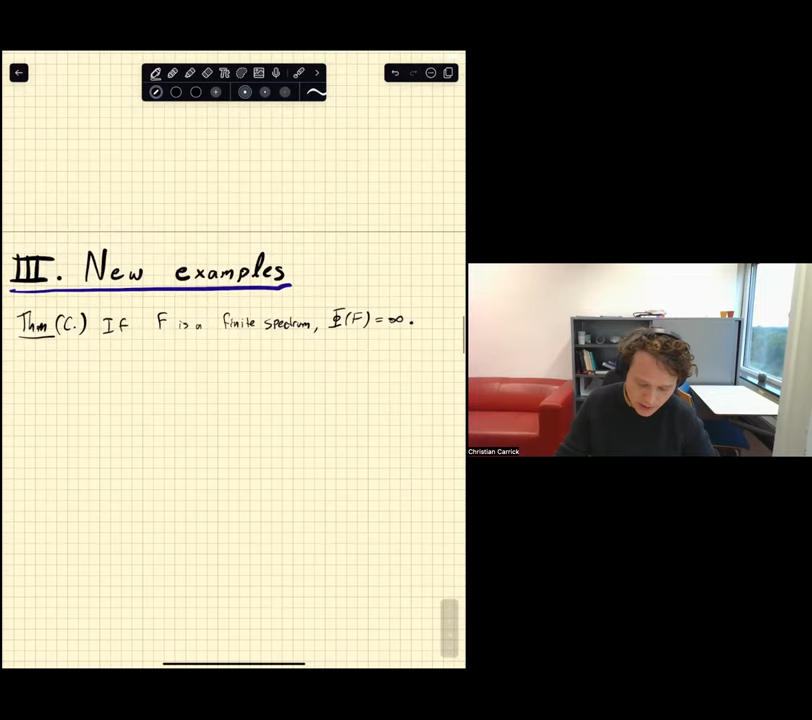 III. New examples
Thm (C.) If F is a finite spectrum, Φ(F) = ∞.
Christian Carrick